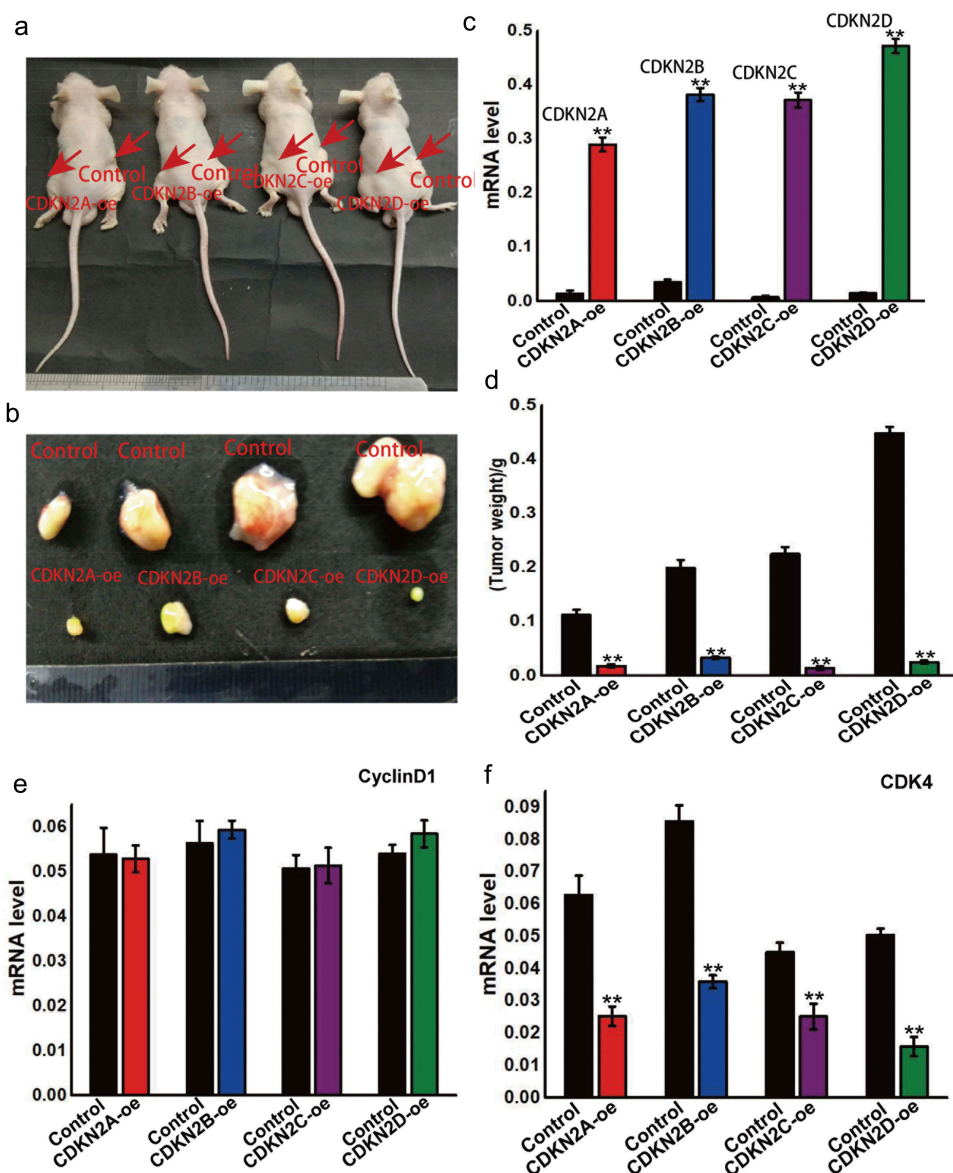 a
Control
Control
Control
Control
CDKN2A-oe
CDKN2B-oe
CDKN2C-oe
CDKN2D-oe
b
Control
Control
Control
Control
CDKN2A-oe
CDKN2B-oe
CDKN2C-oe
CDKN2D-oe
c
mRNA level
0.5
0.4
0.3
0.2
0.1
0.0
CDKN2A
**
CDKN2B
**
CDKN2C
**
CDKN2D
**
Control
CDKN2A-oe
Control
CDKN2B-oe
Control
CDKN2C-oe
Control
CDKN2D-oe
d
(Tumor weight)/g
0.5
0.4
0.3
0.2
0.1
0.0
**
**
**
**
Control
CDKN2A-oe
Control
CDKN2B-oe
Control
CDKN2C-oe
Control
CDKN2D-oe
e
CyclinD1
mRNA level
0.06
0.05
0.04
0.03
0.02
0.01
0.00
Control
CDKN2A-oe
Control
CDKN2B-oe
Control
CDKN2C-oe
Control
CDKN2D-oe
f
CDK4
mRNA level
0.09
0.08
0.07
0.06
0.05
0.04
0.03
0.02
0.01
0.00
**
**
**
**
Control
CDKN2A-oe
Control
CDKN2B-oe
Control
CDKN2C-oe
Control
CDKN2D-oe